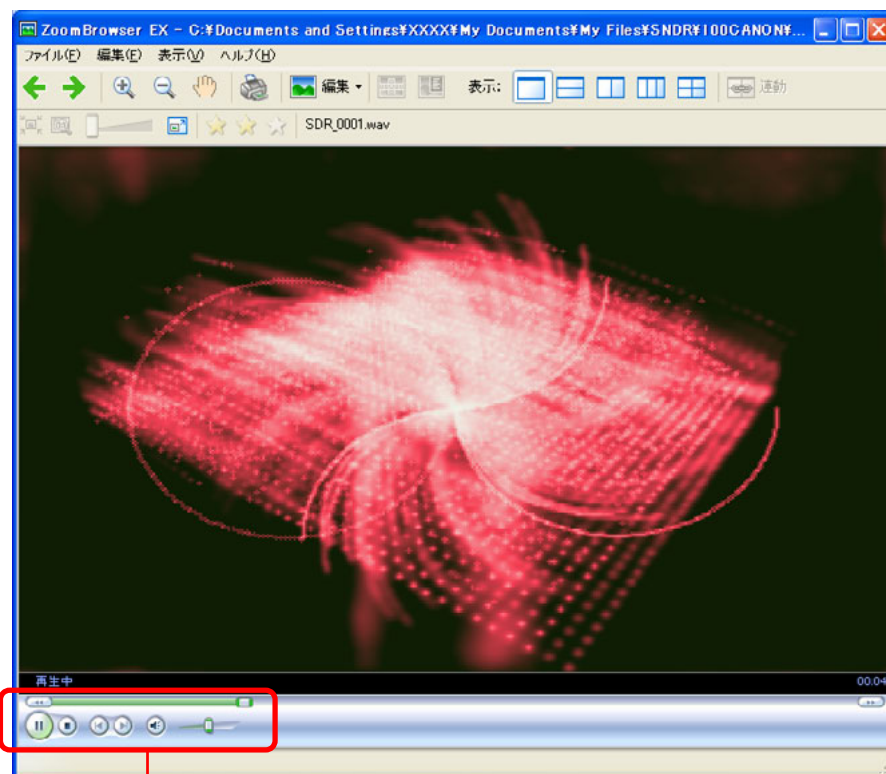 ZoomBrowser EX - C:¥Documents and Settings¥XXXX¥My Documents¥My Files¥SNDR¥100CANON¥...
ファイル(F) 編集(E) 表示(V) ヘルプ(H)
編集 表示: 連動
SDR_0001.wav
再生中 00:04